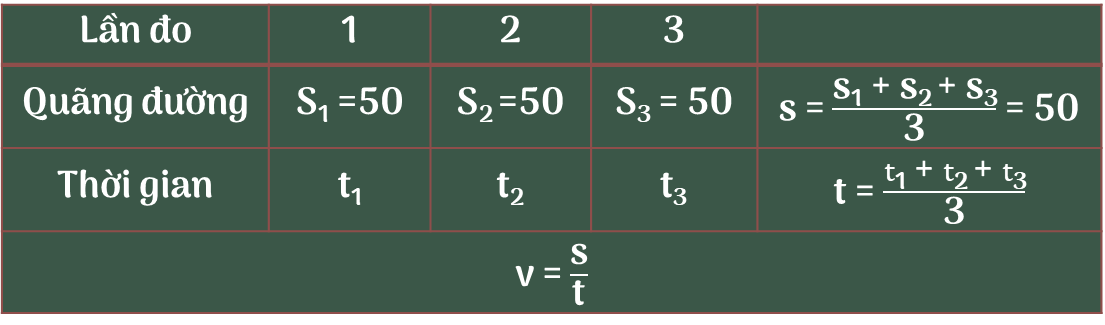 Lần đo 1 2 3
Quãng đường S₁ =50 S₂ =50 S₃ = 50 s = (s₁ + s₂ + s₃)/3 = 50
Thời gian t₁ t₂ t₃ t = (t₁ + t₂ + t₃)/3
v = s/t